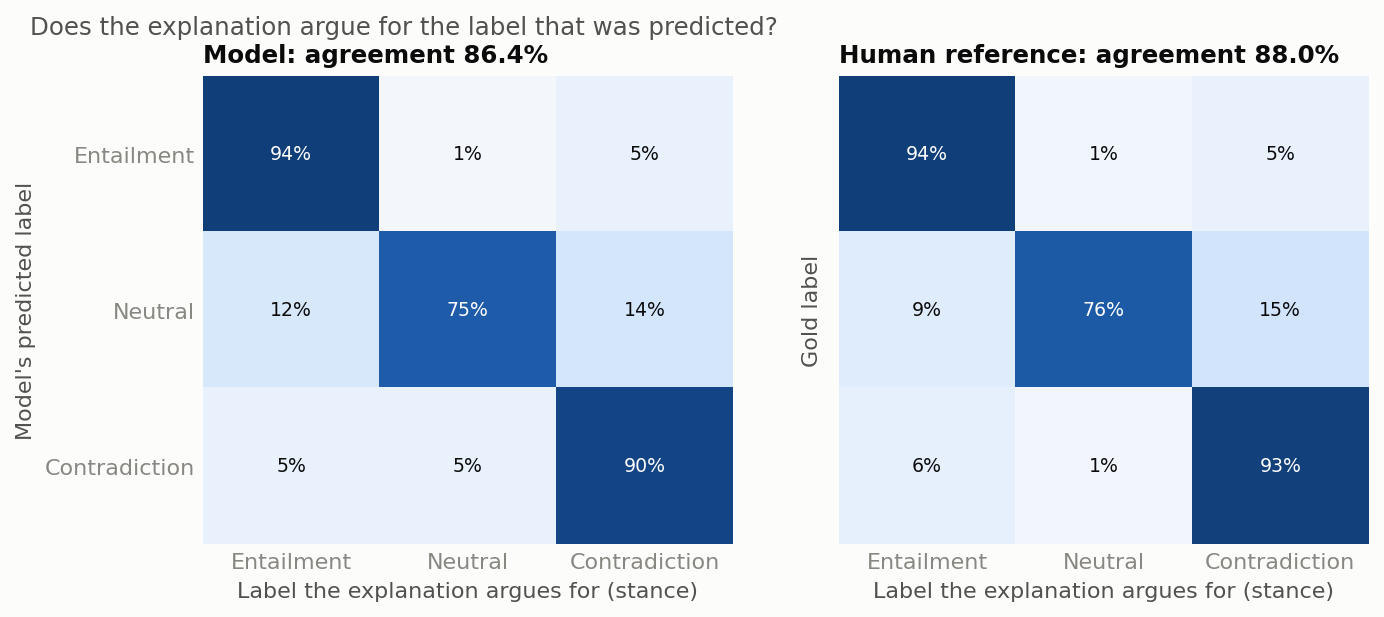 Does the explanation argue for the label that was predicted?
Model: agreement 86.4%
Model's predicted label
Entailment
94% 1% 5%
Neutral
12% 75% 14%
Contradiction
5% 5% 90%
Entailment Neutral Contradiction
Label the explanation argues for (stance)
Human reference: agreement 88.0%
Gold label
94% 1% 5%
9% 76% 15%
6% 1% 93%
Entailment Neutral Contradiction
Label the explanation argues for (stance)